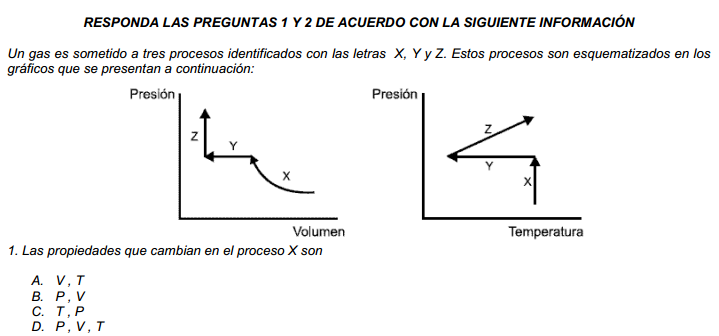 RESPONDA LAS PREGUNTAS 1 Y 2 DE ACUERDO CON LA SIGUIENTE INFORMACIÓN
Un gas es sometido a tres procesos identificados con las letras X, Y y Z. Estos procesos son esquematizados en los
gráficos que se presentan a continuación:
Presión
Z
Y
X
Volumen
Presión
Z
Y
X
Temperatura
1. Las propiedades que cambian en el proceso X son
A. V , T
B. P , V
C. T , P
D. P , V , T